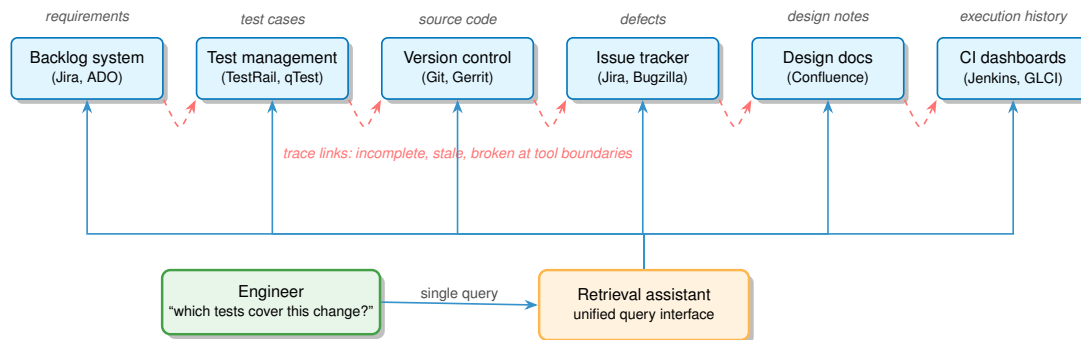 requirements
test cases
source code
defects
design notes
execution history
Backlog system
(Jira, ADO)
Test management
(TestRail, qTest)
Version control
(Git, Gerrit)
Issue tracker
(Jira, Bugzilla)
Design docs
(Confluence)
CI dashboards
(Jenkins, GLCI)
trace links: incomplete, stale, broken at tool boundaries
Engineer
“which tests cover this change?”
single query
Retrieval assistant
unified query interface